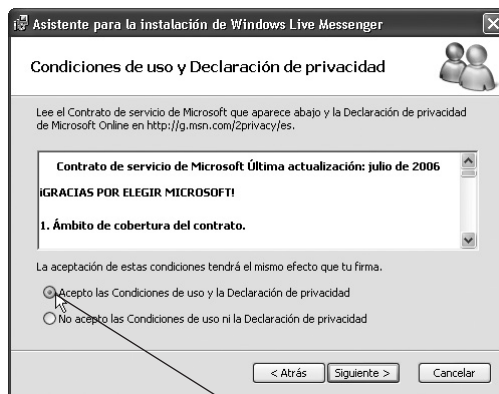 Asistente para la instalación de Windows Live Messenger
Condiciones de uso y Declaración de privacidad
Lee el Contrato de servicio de Microsoft que aparece abajo y la Declaración de privacidad
de Microsoft Online en http://g.msn.com/2privacy/es.
Contrato de servicio de Microsoft Última actualización: julio de 2006
¡GRACIAS POR ELEGIR MICROSOFT!
1. Ámbito de cobertura del contrato.
La aceptación de estas condiciones tendrá el mismo efecto que tu firma.
Acepto las Condiciones de uso y la Declaración de privacidad
No acepto las Condiciones de uso ni la Declaración de privacidad
< Atrás Siguiente > Cancelar